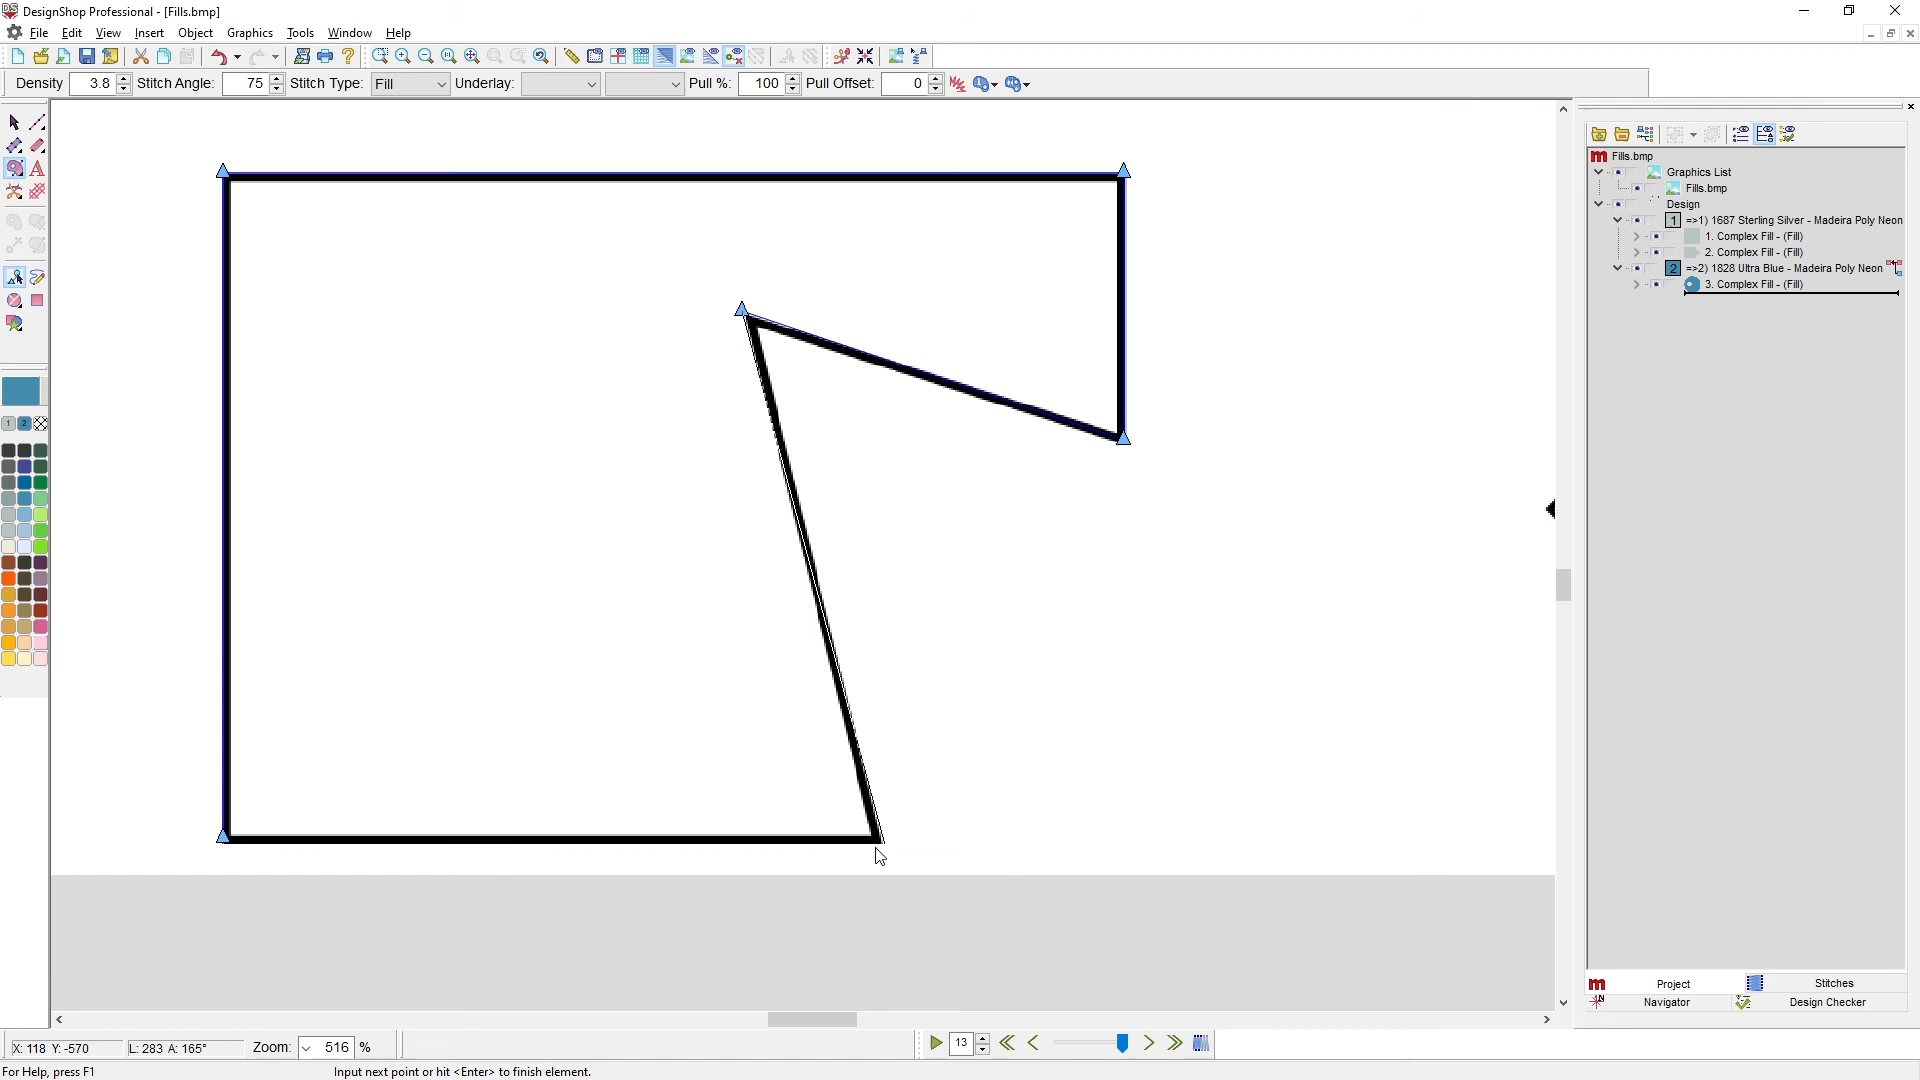 DesignShop Professional - [Fills.bmp]
File Edit View Insert Object Graphics Tools Window Help
Density 3.8 Stitch Angle: 75 Stitch Type: Fill Underlay: Pull %: 100 Pull Offset: 0
Fills.bmp
Graphics List
Fills.bmp
Design
1 =>1) 1687 Sterling Silver - Madeira Poly Neon
1. Complex Fill - (Fill)
2. Complex Fill - (Fill)
2 =>2) 1828 Ultra Blue - Madeira Poly Neon
3. Complex Fill - (Fill)
1 2
Project Stitches
Navigator Design Checker
X: 118 Y: -570 L: 283 A: 165° Zoom: 516 % 13
For Help, press F1 Input next point or hit <Enter> to finish element.